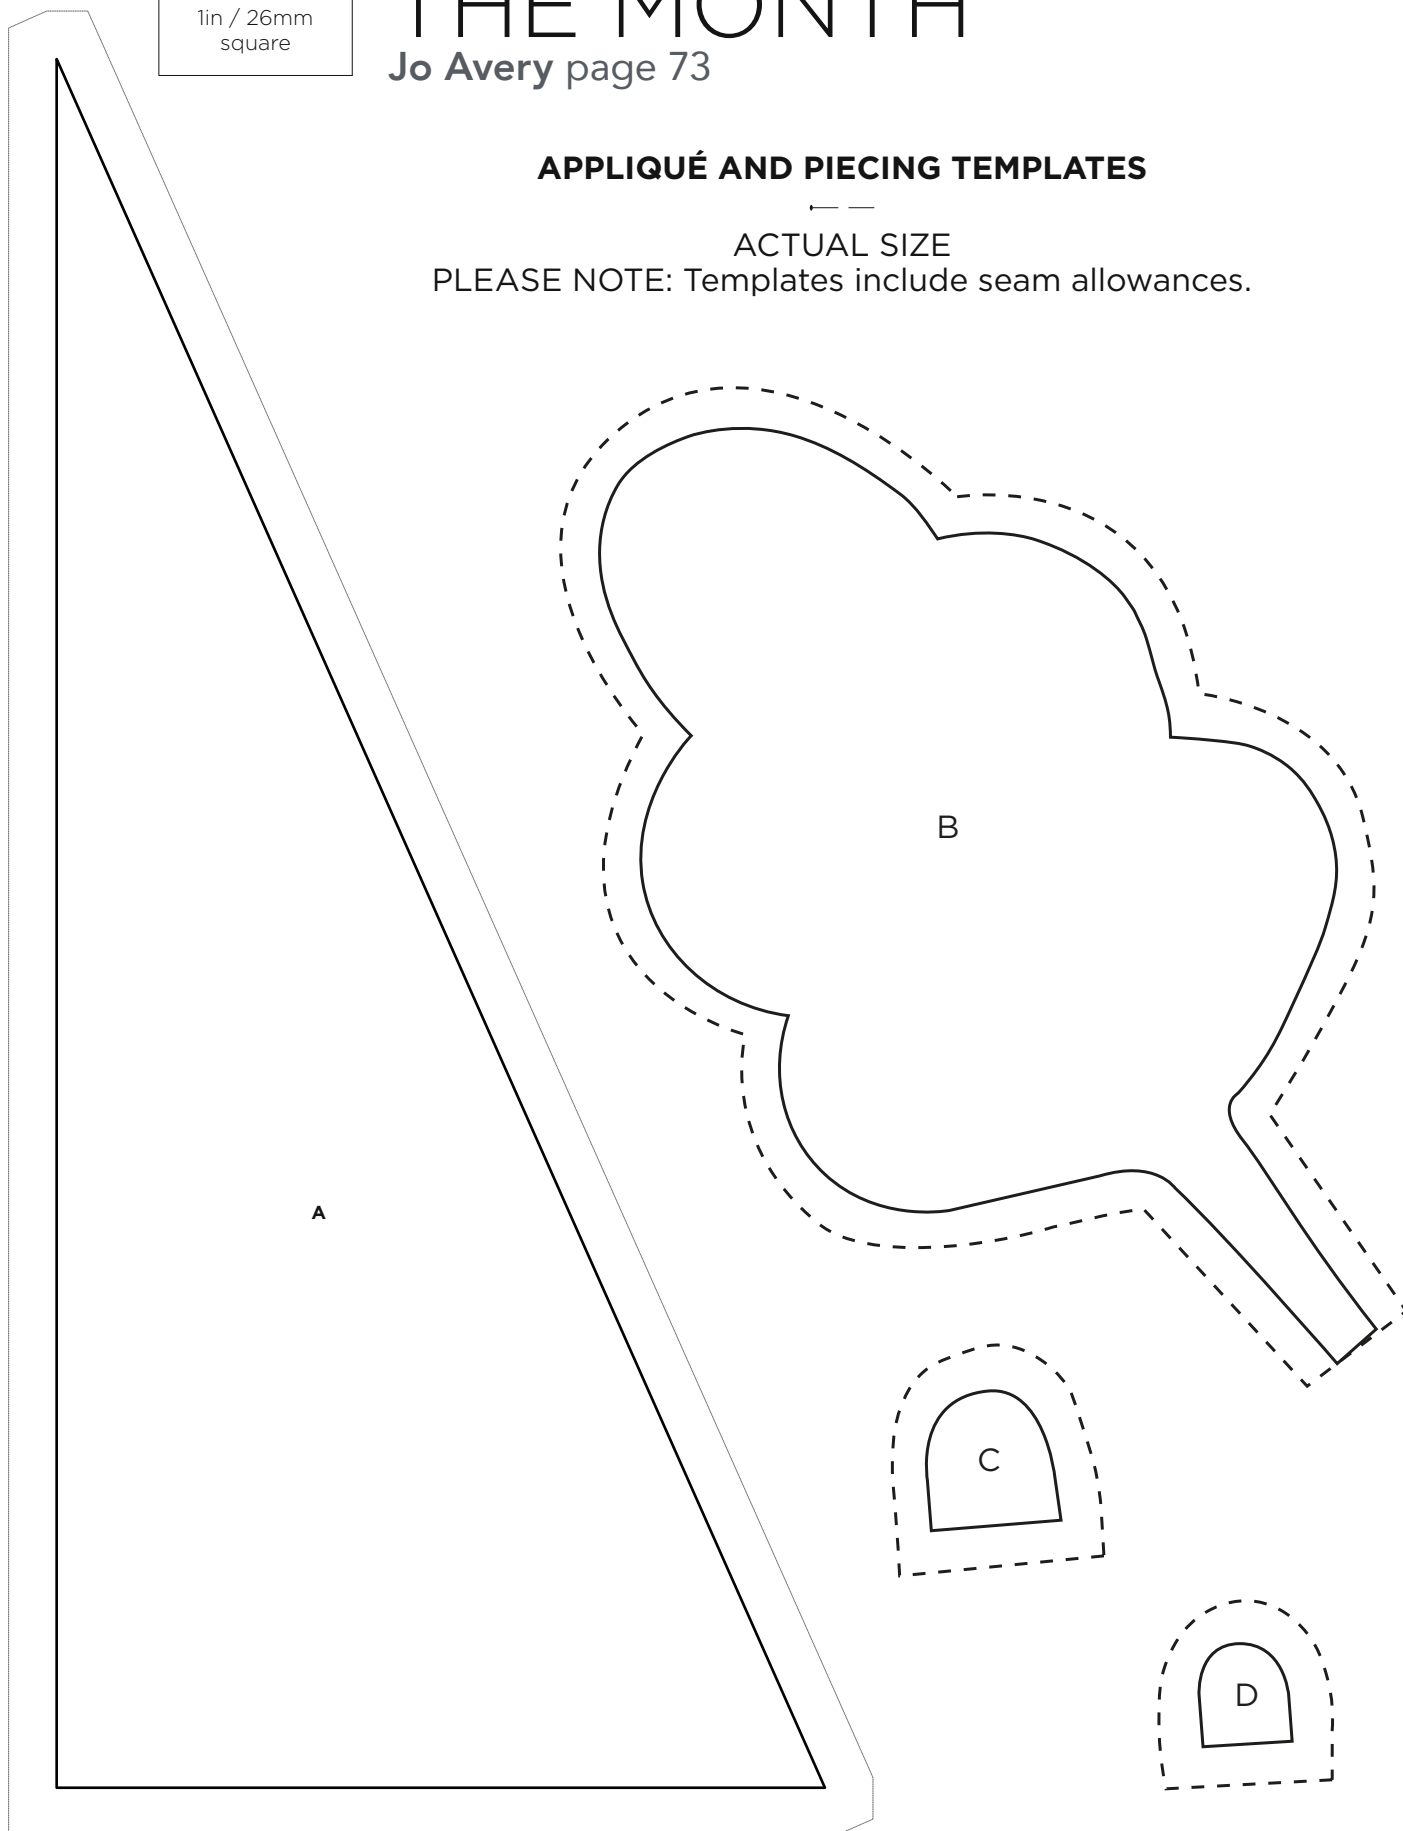 1in / 26mm
square
THE MONTH
Jo Avery page 73
APPLIQUÉ AND PIECING TEMPLATES
ACTUAL SIZE
PLEASE NOTE: Templates include seam allowances.
B
A
C
D